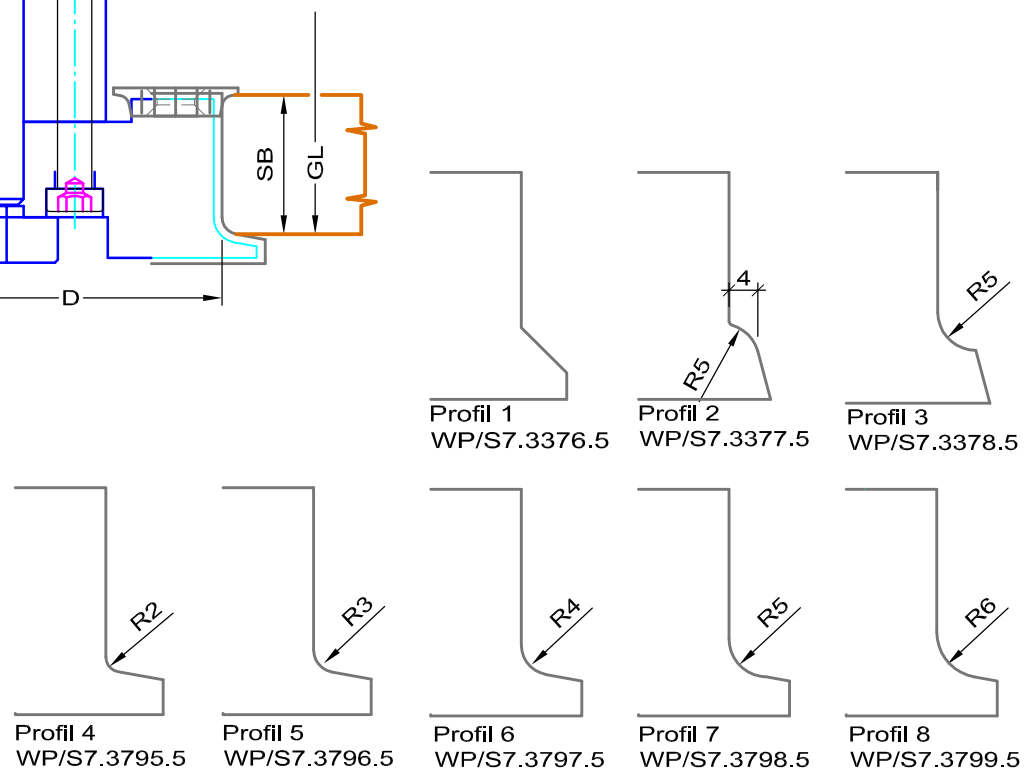 SB
GL
D
4
R5
R5
Profil 1
WP/S7.3376.5
Profil 2
WP/S7.3377.5
Profil 3
WP/S7.3378.5
R2
R3
R4
R5
R6
Profil 4
WP/S7.3795.5
Profil 5
WP/S7.3796.5
Profil 6
WP/S7.3797.5
Profil 7
WP/S7.3798.5
Profil 8
WP/S7.3799.5